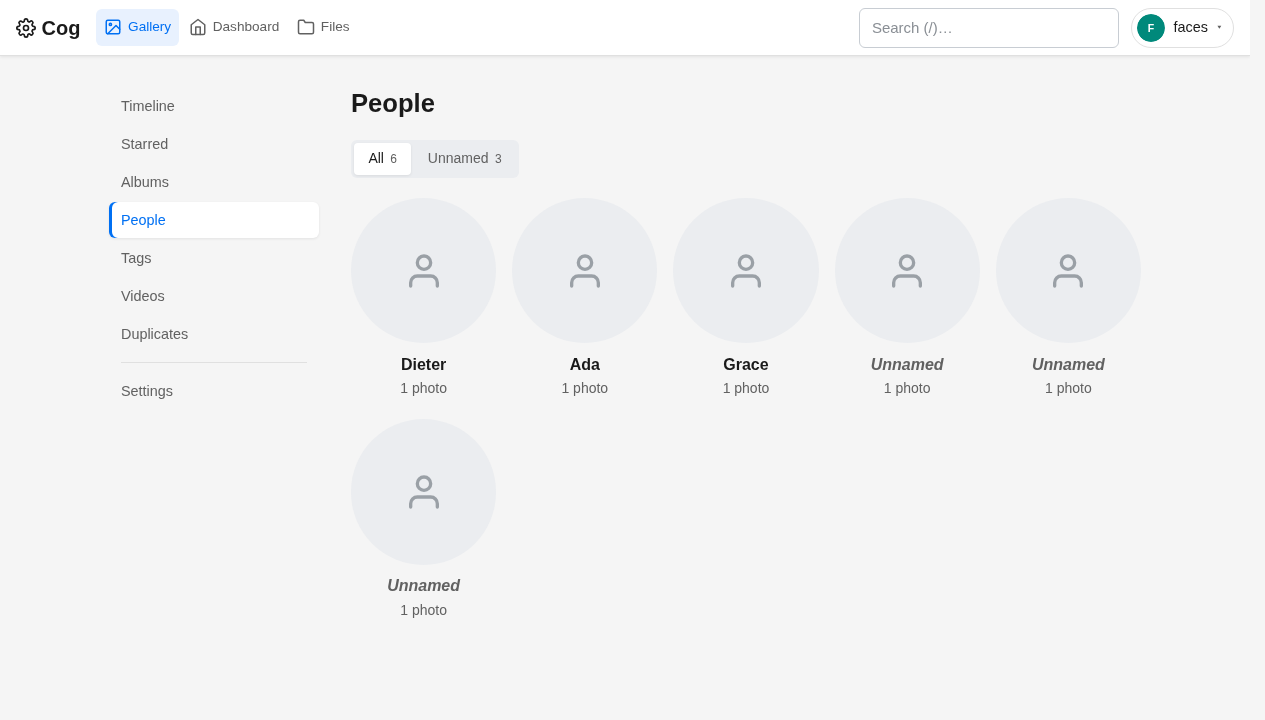 Cog
Gallery
Dashboard
Files
Search (/)…
F
faces
Timeline
Starred
Albums
People
Tags
Videos
Duplicates
Settings
People
All 6
Unnamed 3
Dieter
1 photo
Ada
1 photo
Grace
1 photo
Unnamed
1 photo
Unnamed
1 photo
Unnamed
1 photo